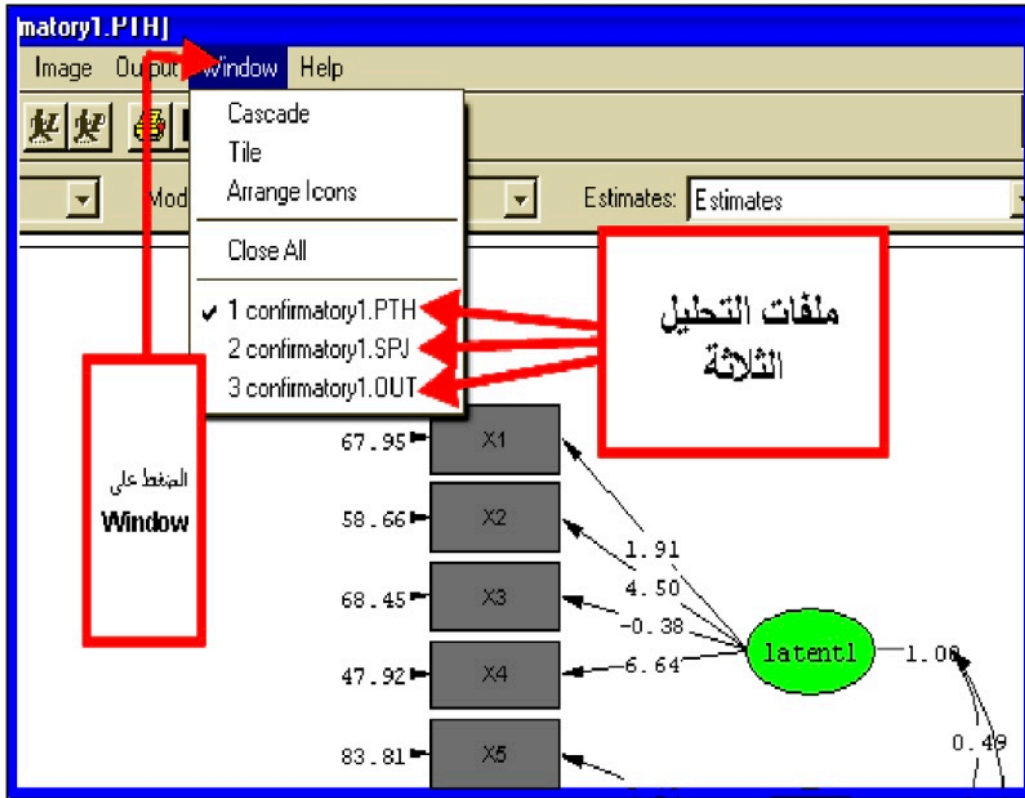 matory1.PTH]
Image Output Window Help
Mod Estimates: Estimates
Cascade
Tile
Arrange Icons
Close All
✓ 1 confirmatory1.PTH
2 confirmatory1.SPJ
3 confirmatory1.OUT
ملفات التحليل
الثلاثة
الضغط على
Window
67.95 X1
58.66 X2
68.45 X3
47.92 X4
83.81 X5
1.91
4.50
-0.38
6.64
latent1 1.00
0.49